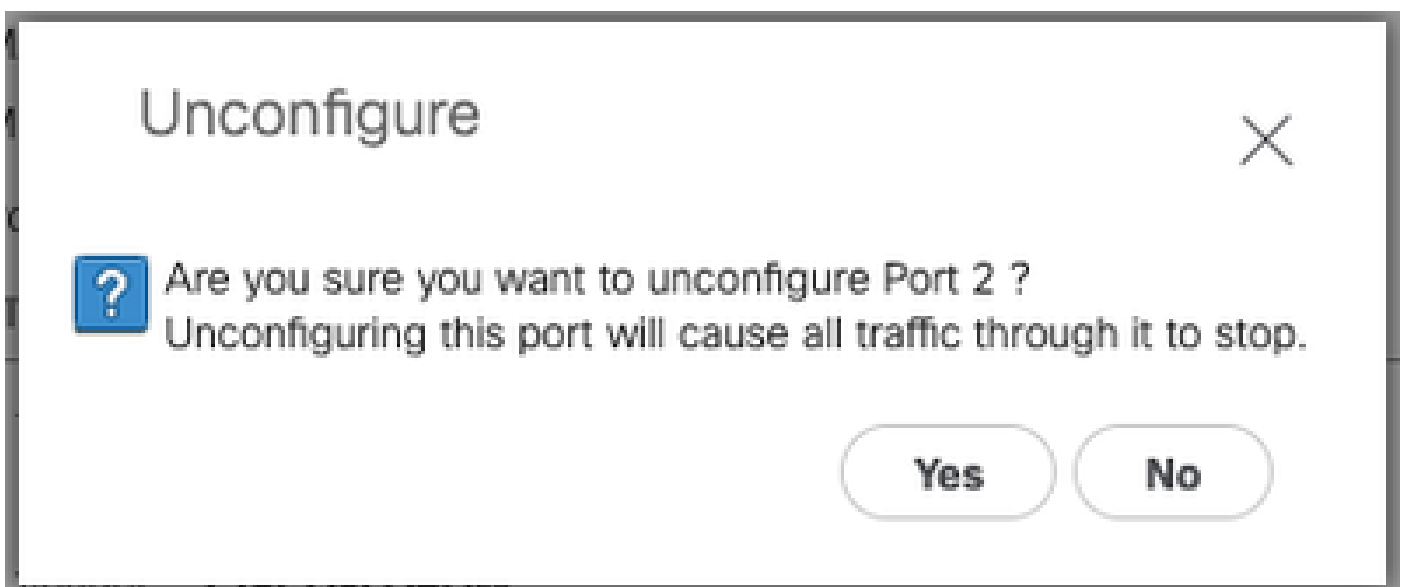 Unconfigure
Are you sure you want to unconfigure Port 2 ?
Unconfiguring this port will cause all traffic through it to stop.
Yes No